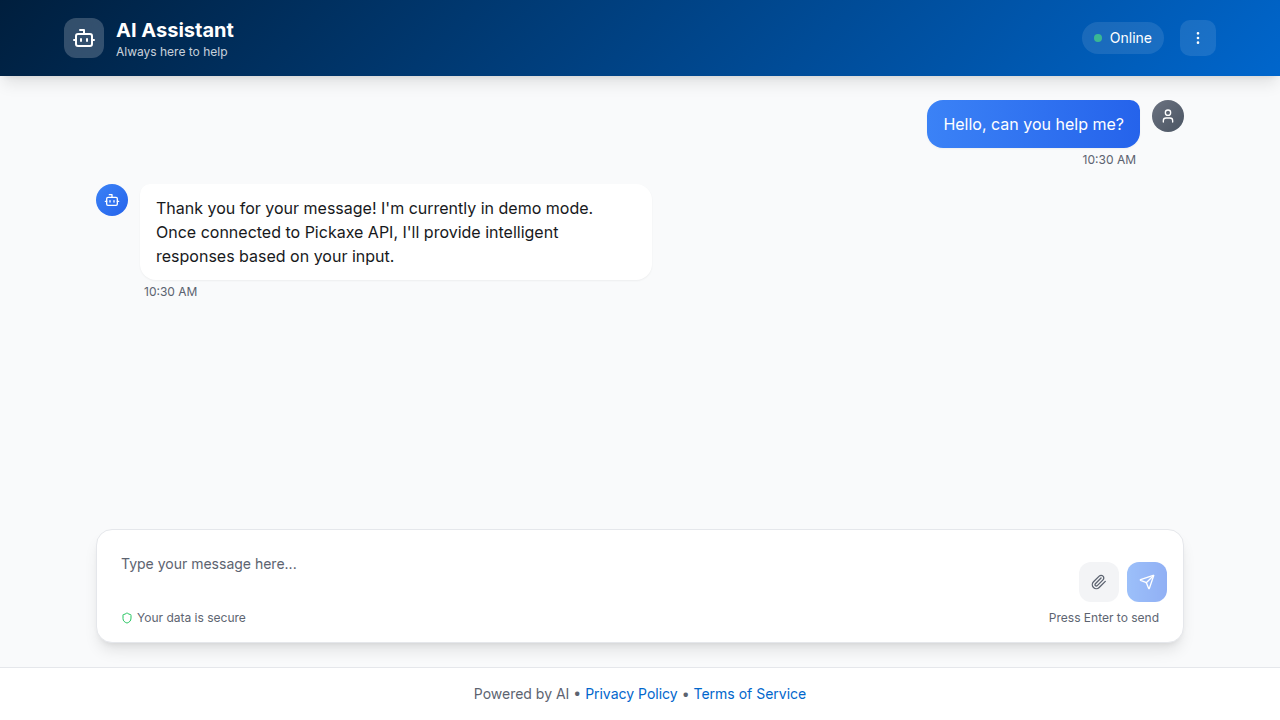 AI Assistant
Always here to help
Online
Hello, can you help me?
10:30 AM
Thank you for your message! I'm currently in demo mode.
Once connected to Pickaxe API, I'll provide intelligent
responses based on your input.
10:30 AM
Type your message here...
Your data is secure
Press Enter to send
Powered by AI • Privacy Policy • Terms of Service